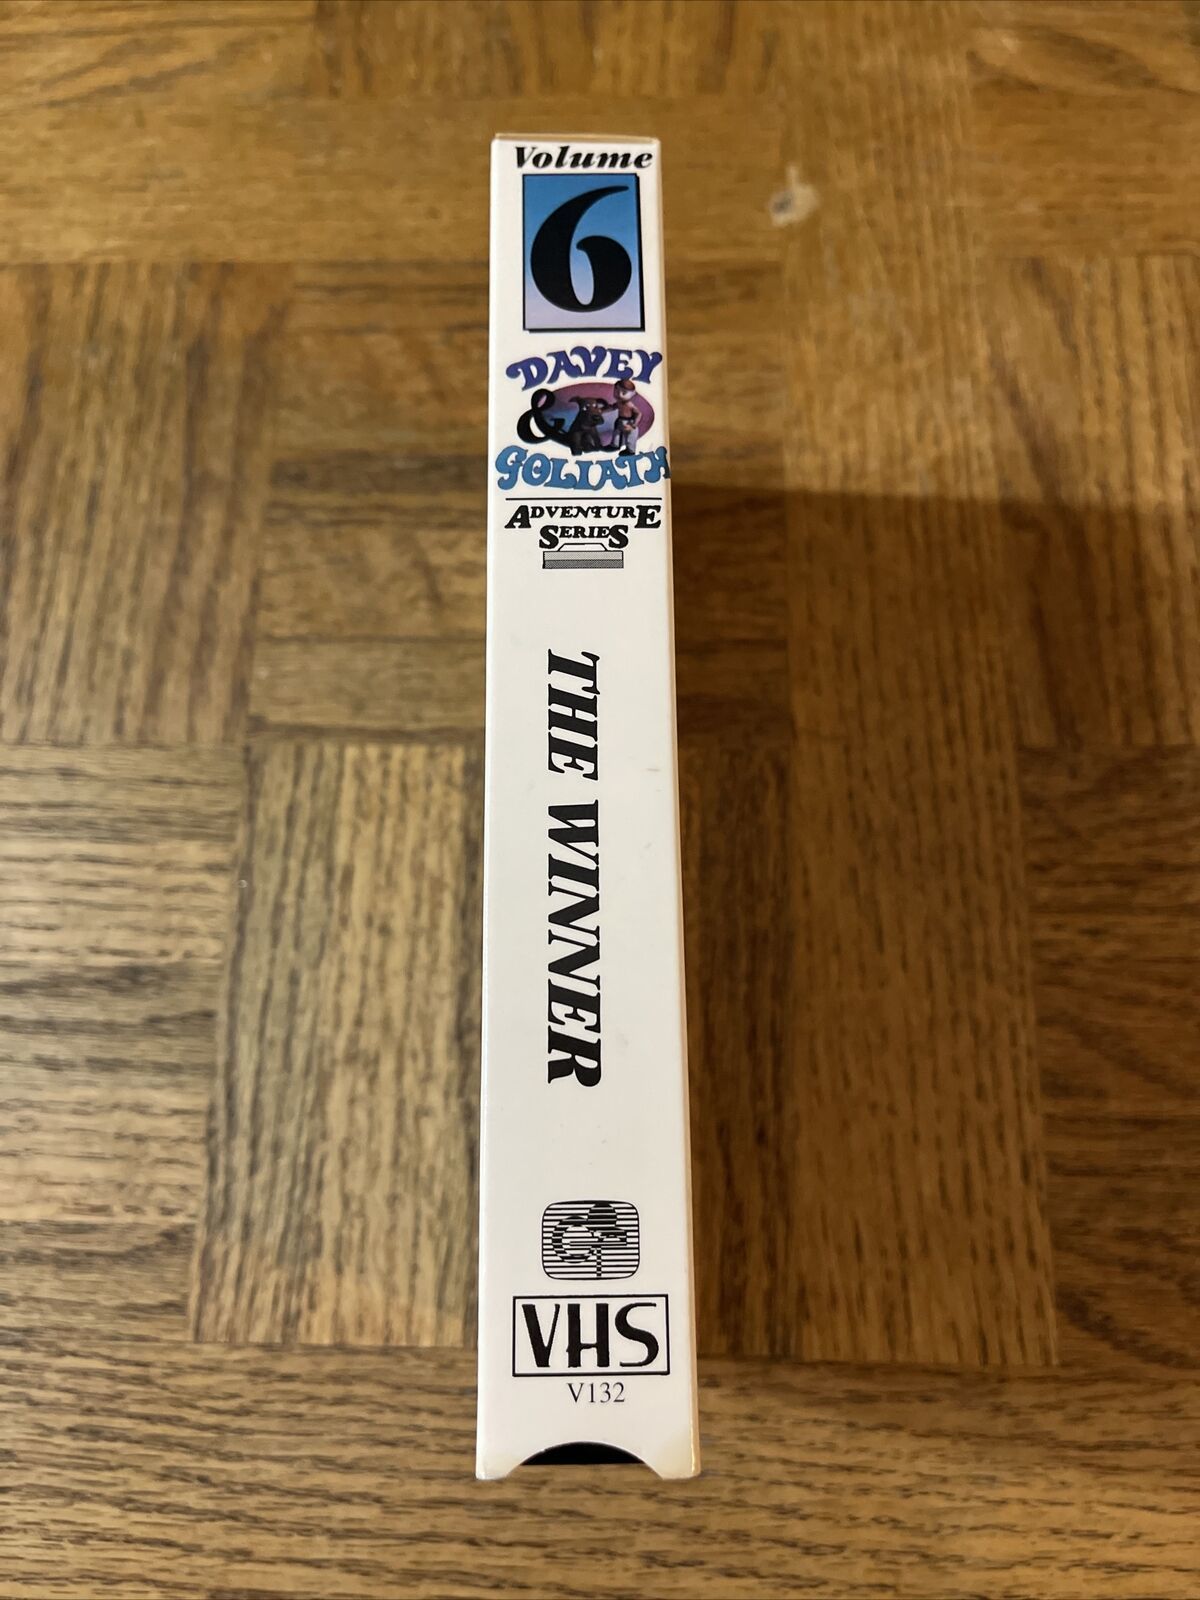 Volume
6
DAVEY
&
GOLIATH
ADVENTURE
SERIES
THE WINNER
VHS
V132